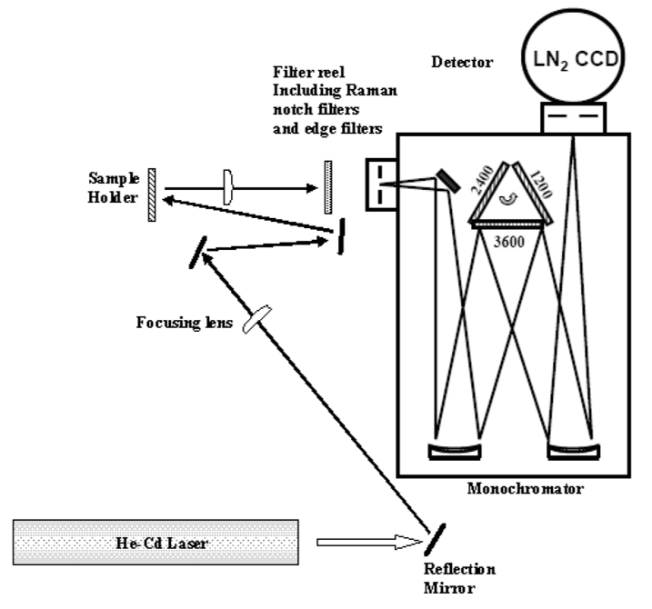 Detector
LN₂ CCD
Filter reel
Including Raman
notch filters
and edge filters
Sample
Holder
2400
1200
3600
Focusing lens
Monochromator
He-Cd Laser
Reflection
Mirror